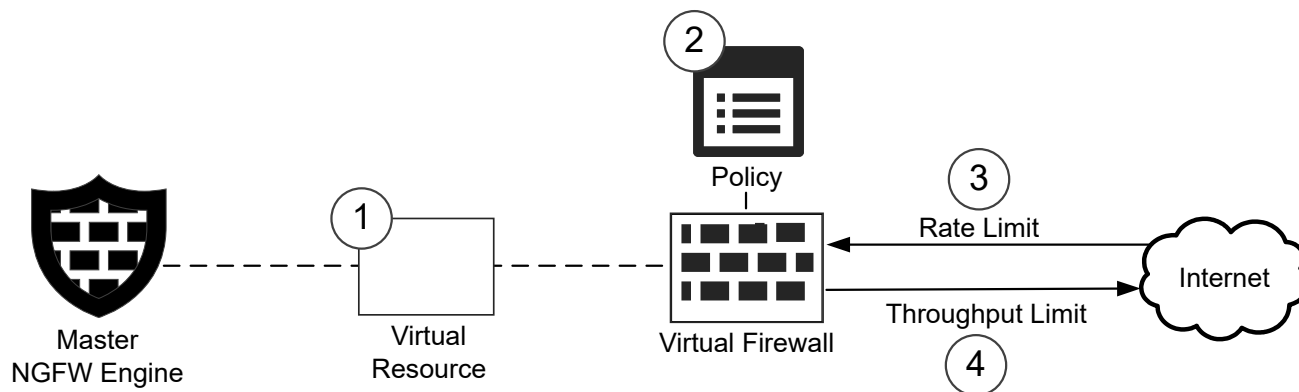 2
Policy
3
Rate Limit
1
Internet
Throughput Limit
4
Master
NGFW Engine
Virtual
Resource
Virtual Firewall